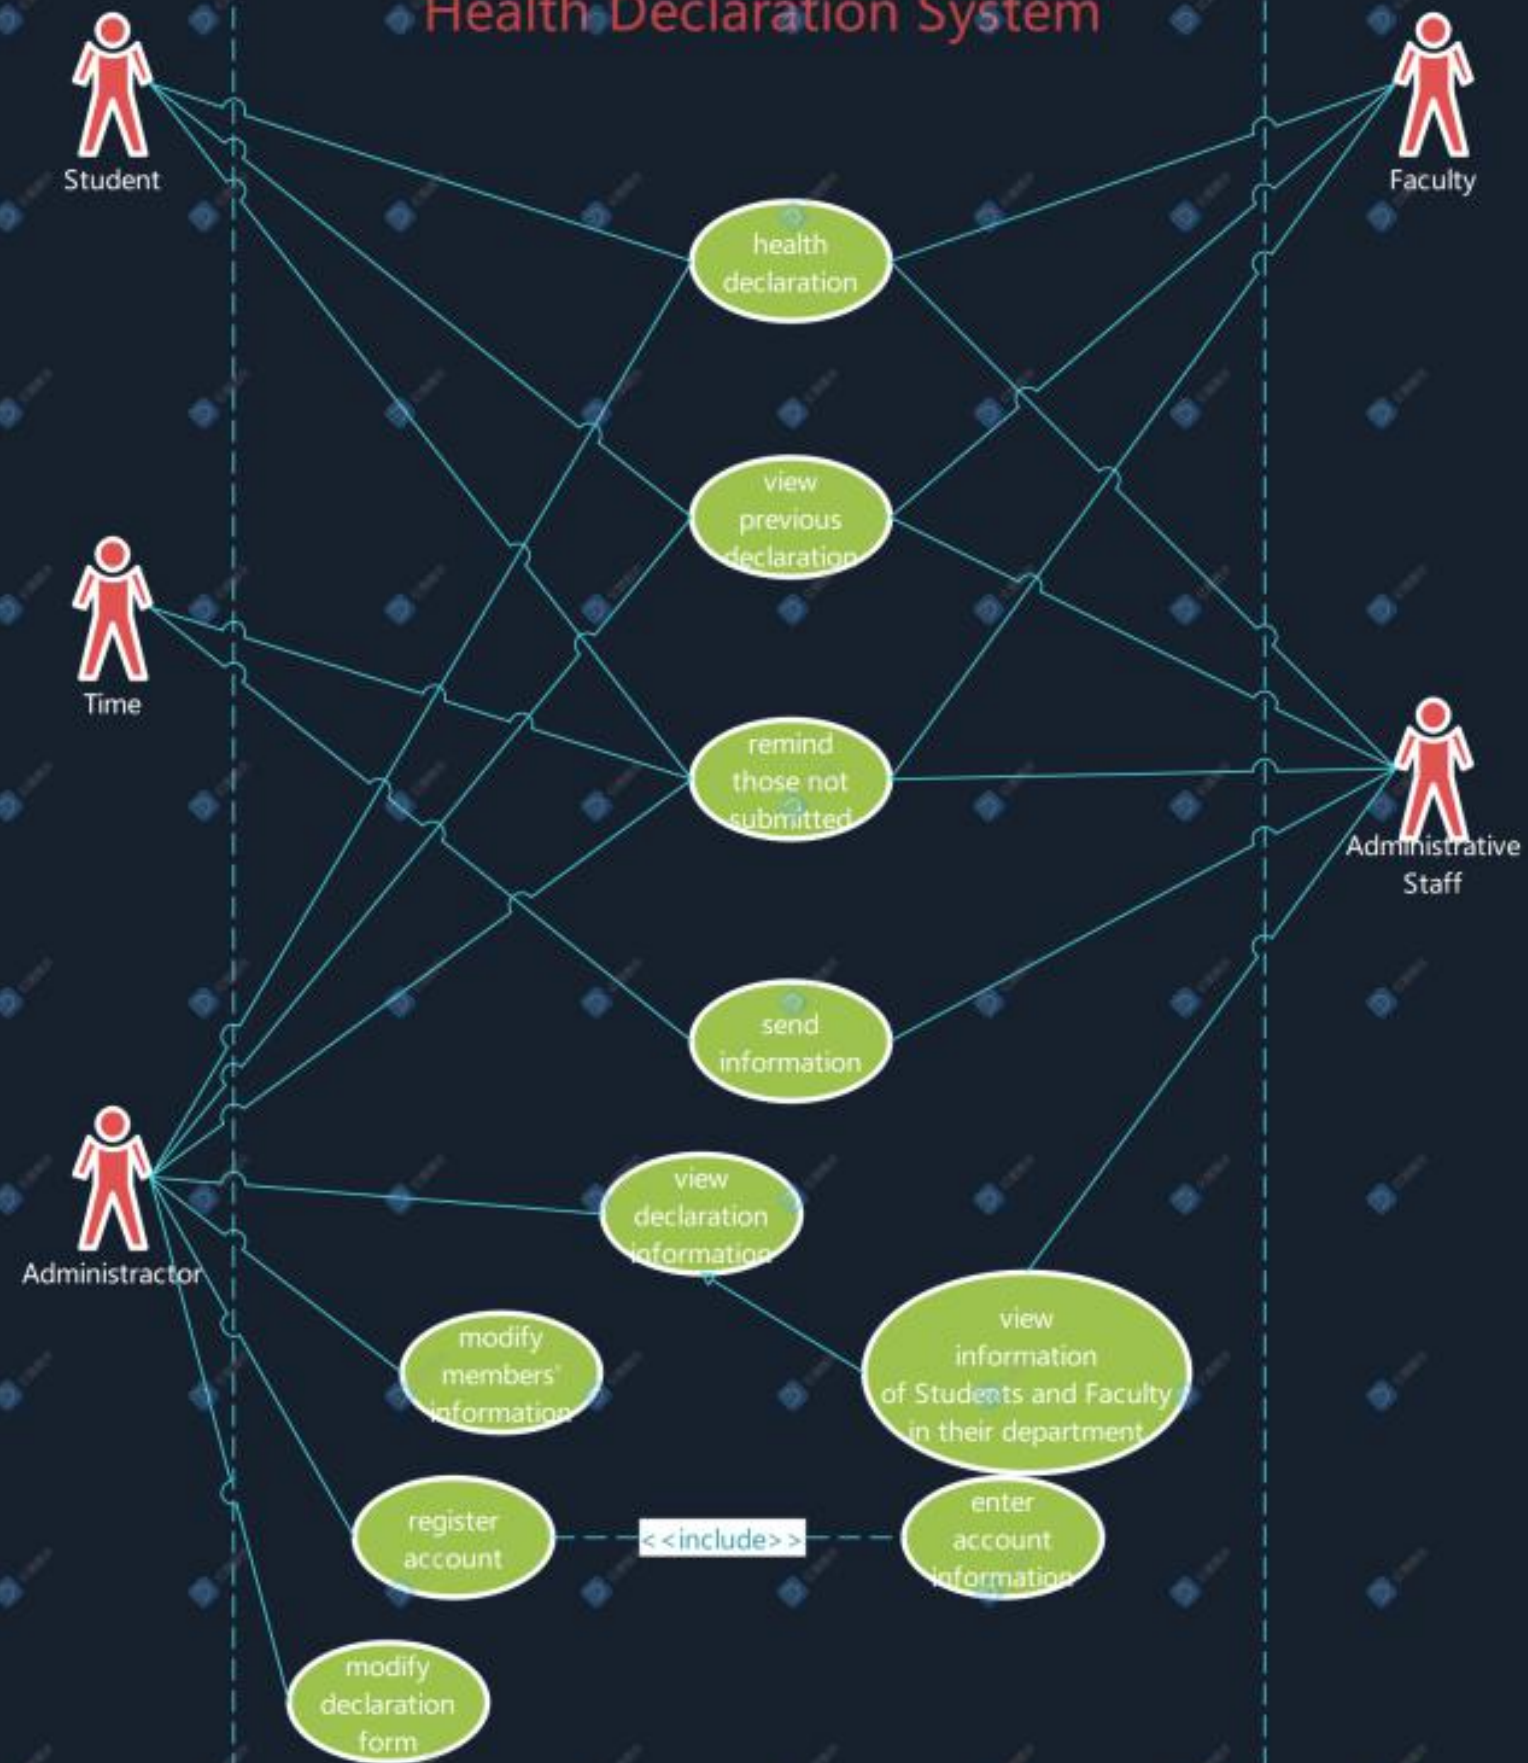 Health Declaration System
Student
Faculty
health
declaration
view
previous
declaration
Time
remind
those not
submitted
Administrative
Staff
send
information
view
declaration
information
Administractor
modify
members'
information
view
information
of Students and Faculty
in their department
register
account
<<include>>
enter
account
information
modify
declaration
form